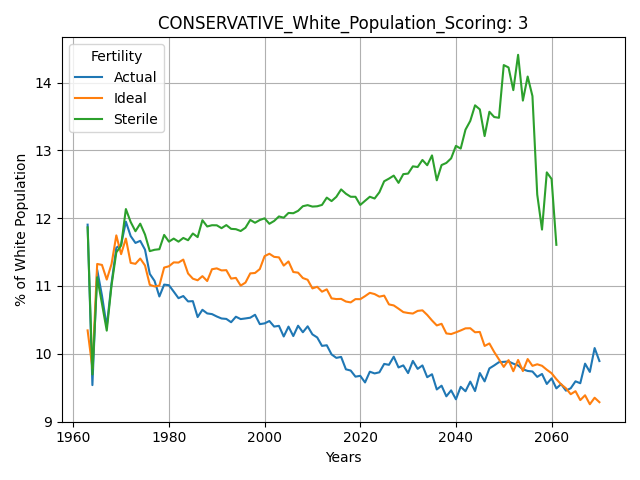 CONSERVATIVE_White_Population_Scoring: 3
Fertility
Actual
Ideal
Sterile
% of White Population
14
13
12
11
10
9
1960 1980 2000 2020 2040 2060
Years